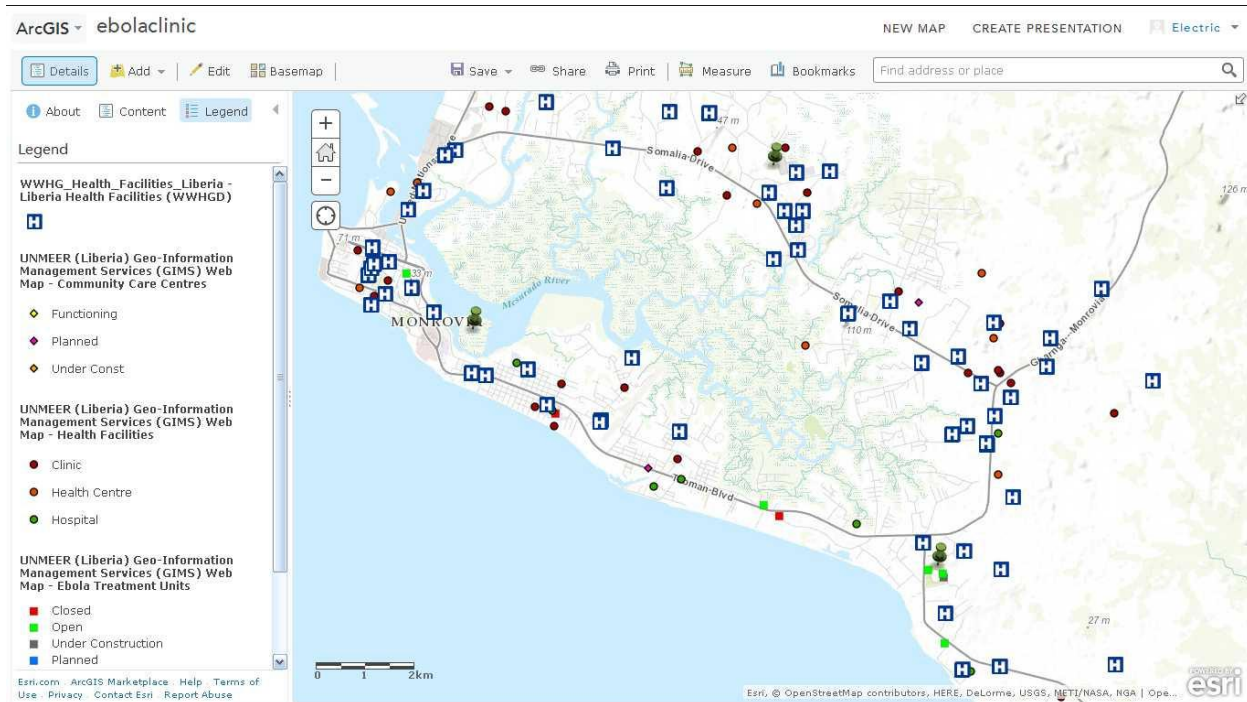 ArcGIS ebolaclinic
NEW MAP CREATE PRESENTATION Electric
Details Add Edit Basemap Save Share Print Measure Bookmarks Find address or place
About Content Legend
Legend
WWHG_Health_Facilities_Liberia -
Liberia Health Facilities (WWHGD)
H
UNMEER (Liberia) Geo-Information
Management Services (GIMS) Web
Map - Community Care Centres
Functioning
Planned
Under Const
UNMEER (Liberia) Geo-Information
Management Services (GIMS) Web
Map - Health Facilities
Clinic
Health Centre
Hospital
UNMEER (Liberia) Geo-Information
Management Services (GIMS) Web
Map - Ebola Treatment Units
Closed
Open
Under Construction
Planned
Esri.com . ArcGIS Marketplace . Help . Terms of
Use . Privacy . Contact Esri . Report Abuse
47 m
Somalia-Drive
126 m
71 m
33 m
Mesurado River
MONROVIA
Somalia-Drive
110 m
Gbarnga--Monrovia
Tubman-Blvd
27 m
0 1 2km
Esri, © OpenStreetMap contributors, HERE, DeLorme, USGS, METI/NASA, NGA | Ope...
POWERED BY
esri